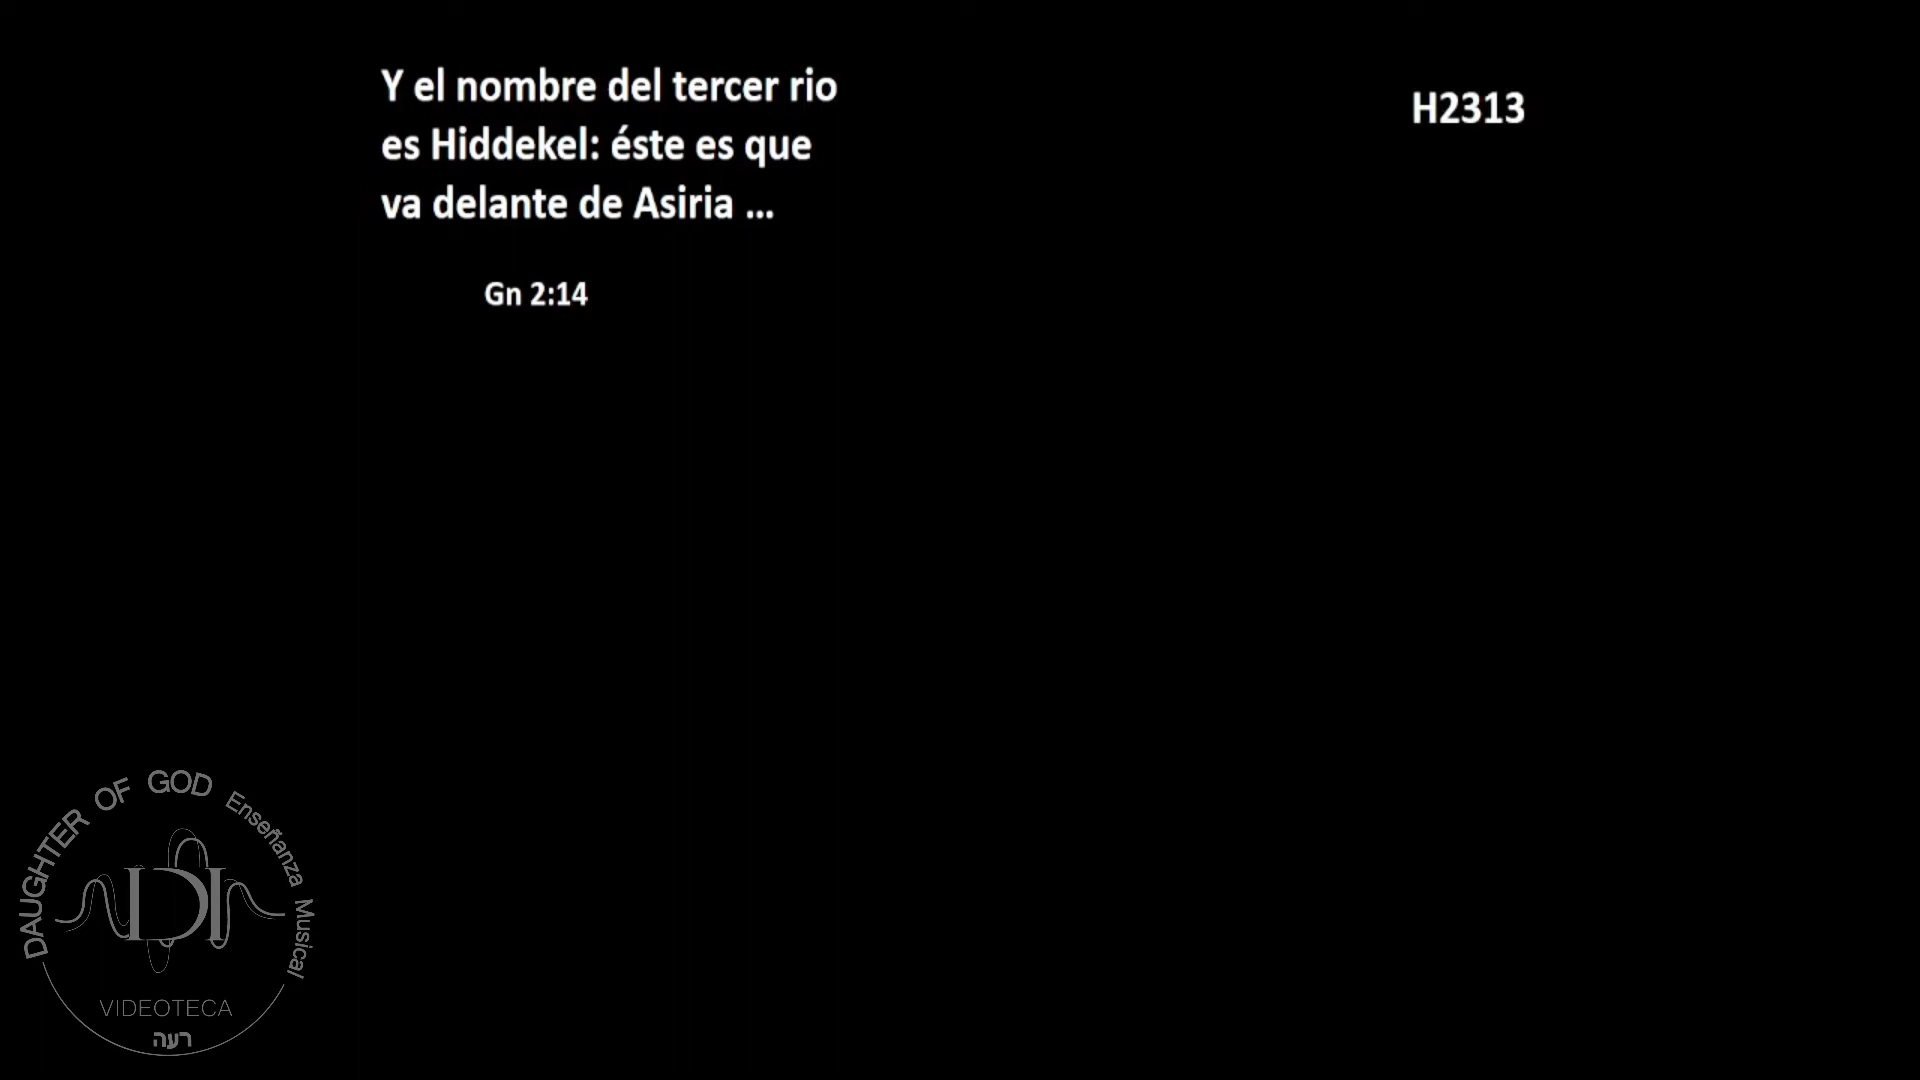 Y el nombre del tercer rio
es Hiddekel: éste es que
va delante de Asiria ...
Gn 2:14
H2313
DAUGHTER OF GOD Enseñanza Musical
DI
VIDEOTECA
רעה